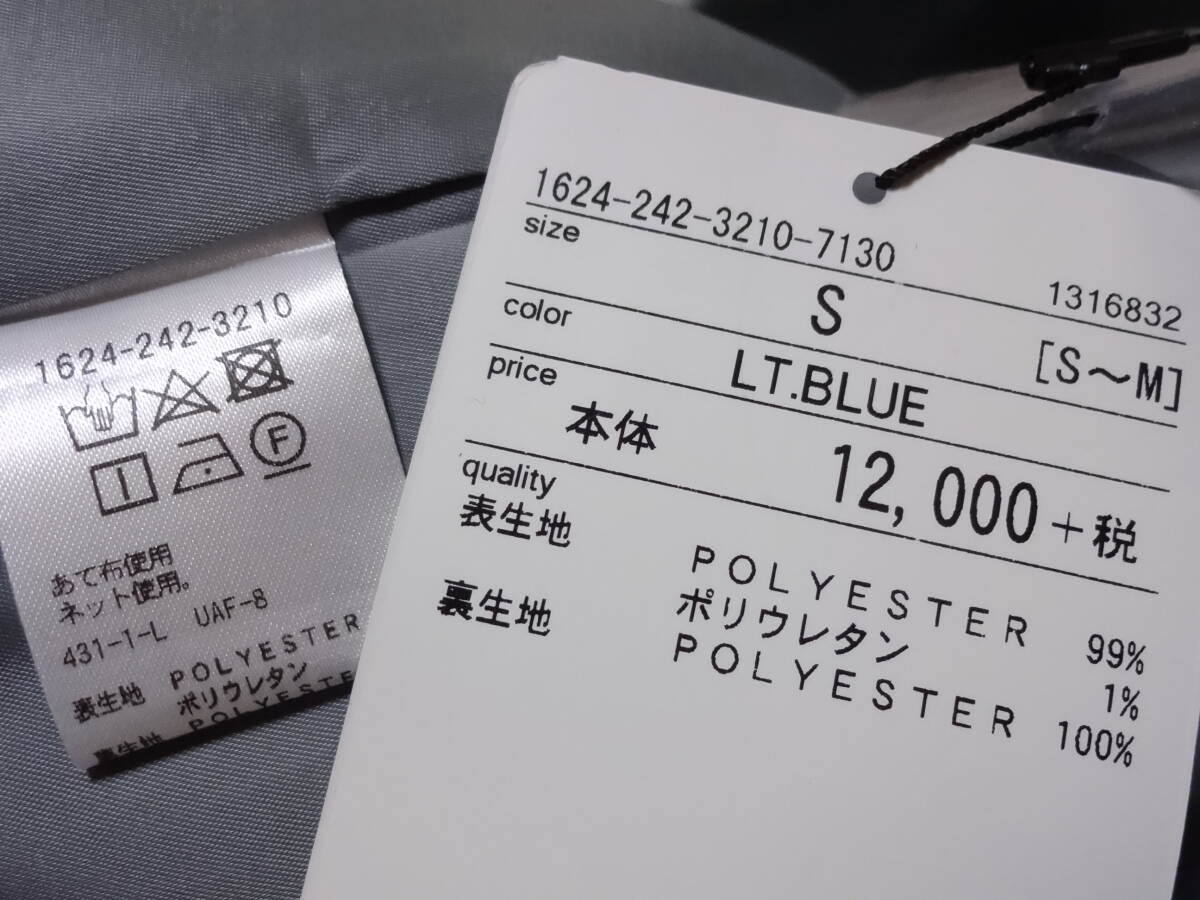 1624-242-3210
F
あて布使用
ネット使用。
431-1-L UAF-8
表生地 POLYESTER
ポリウレタン
裏生地 POLYESTER
1624-242-3210-7130
1316832
size S [S～M]
color LT.BLUE
price 本体 12,000+税
quality
表生地 POLYESTER 99%
ポリウレタン 1%
裏生地 POLYESTER 100%